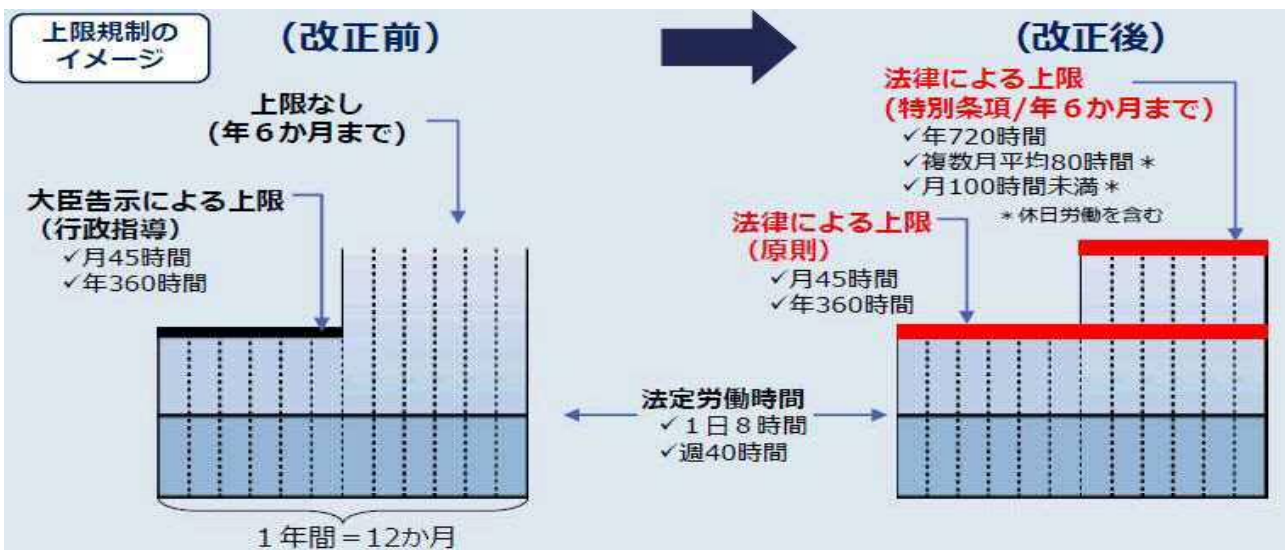 上限規制の
イメージ
（改正前）
（改正後）
上限なし
（年６か月まで）
大臣告示による上限
（行政指導）
✓月45時間
✓年360時間
法律による上限
（特別条項/年６か月まで）
✓年720時間
✓複数月平均80時間＊
✓月100時間未満＊
＊休日労働を含む
法律による上限
（原則）
✓月45時間
✓年360時間
法定労働時間
✓１日８時間
✓週40時間
１年間＝12か月